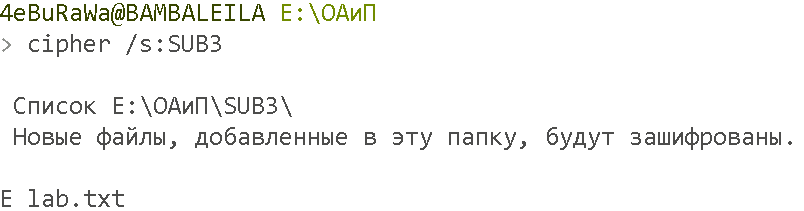 4eBuRaWa@BAMBALEILA E:\ОАиП
> cipher /s:SUB3
Список E:\ОАиП\SUB3\
Новые файлы, добавленные в эту папку, будут зашифрованы.
E lab.txt